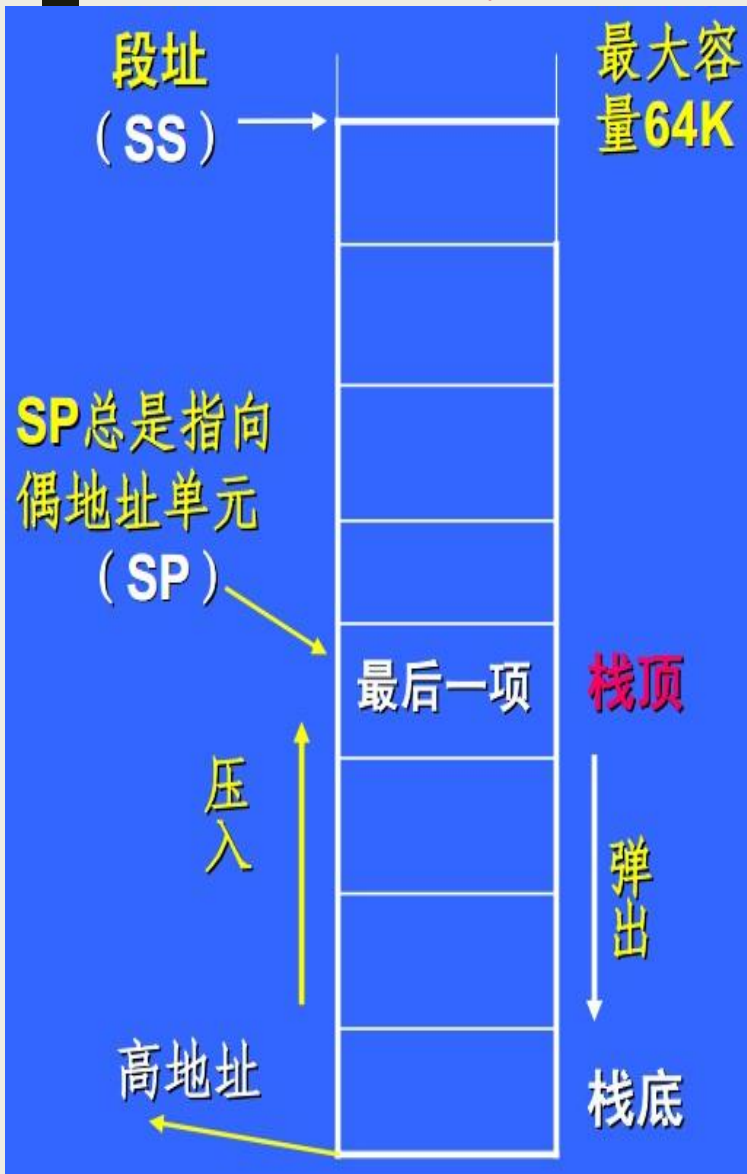 段址
（SS）
最大容
量64K
SP总是指向
偶地址单元
（SP）
最后一项
栈顶
压
入
弹
出
高地址
栈底